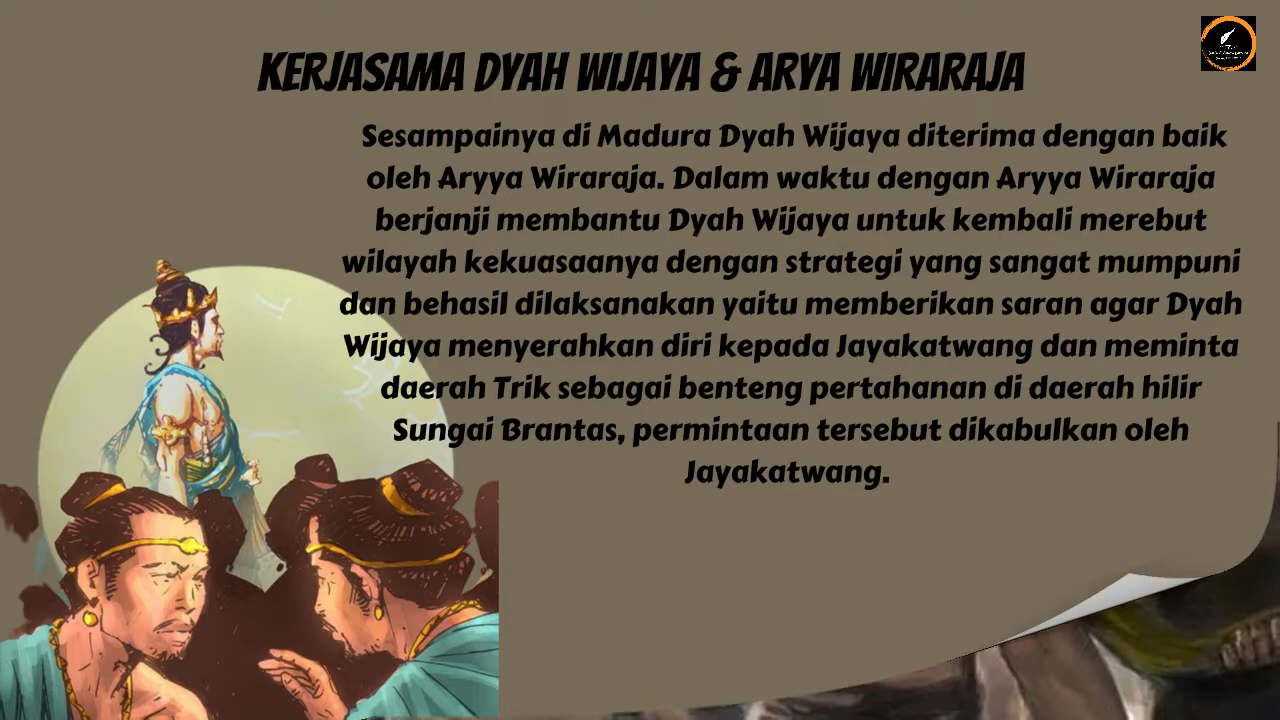 KERJASAMA DYAH WIJAYA & ARYA WIRARAJA
Sesampainya di Madura Dyah Wijaya diterima dengan baik
oleh Aryya Wiraraja. Dalam waktu dengan Aryya Wiraraja
berjanji membantu Dyah Wijaya untuk kembali merebut
wilayah kekuasaanya dengan strategi yang sangat mumpuni
dan behasil dilaksanakan yaitu memberikan saran agar Dyah
Wijaya menyerahkan diri kepada Jayakatwang dan meminta
daerah Trik sebagai benteng pertahanan di daerah hilir
Sungai Brantas, permintaan tersebut dikabulkan oleh
Jayakatwang.